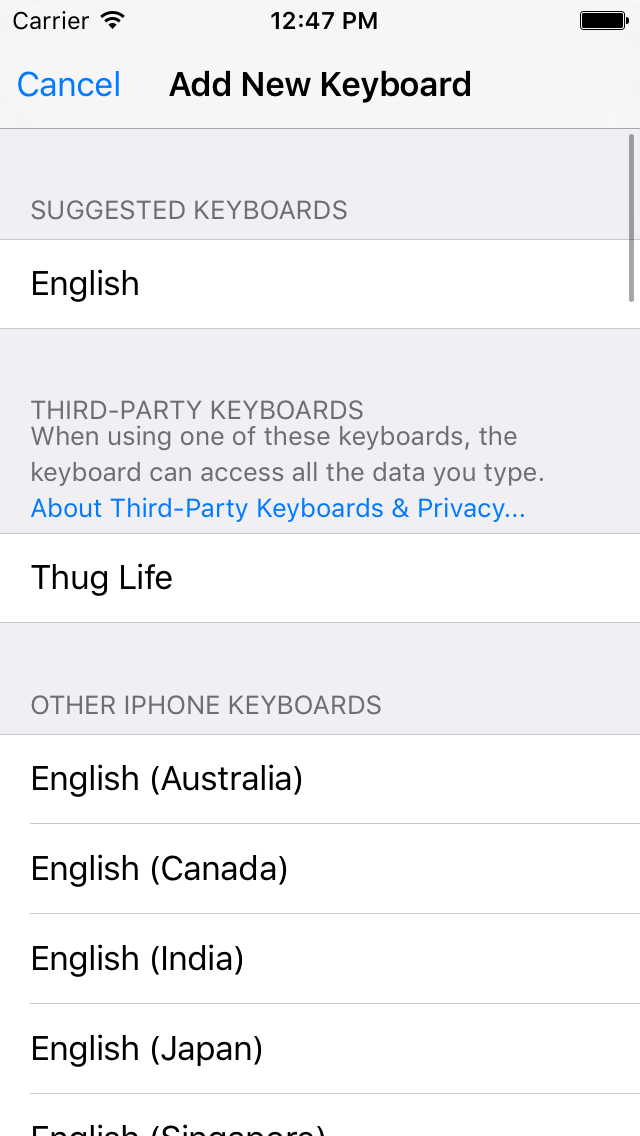 Carrier 12:47 PM
Cancel Add New Keyboard
SUGGESTED KEYBOARDS
English
THIRD-PARTY KEYBOARDS
When using one of these keyboards, the
keyboard can access all the data you type.
About Third-Party Keyboards & Privacy...
Thug Life
OTHER IPHONE KEYBOARDS
English (Australia)
English (Canada)
English (India)
English (Japan)
English (Singapore)